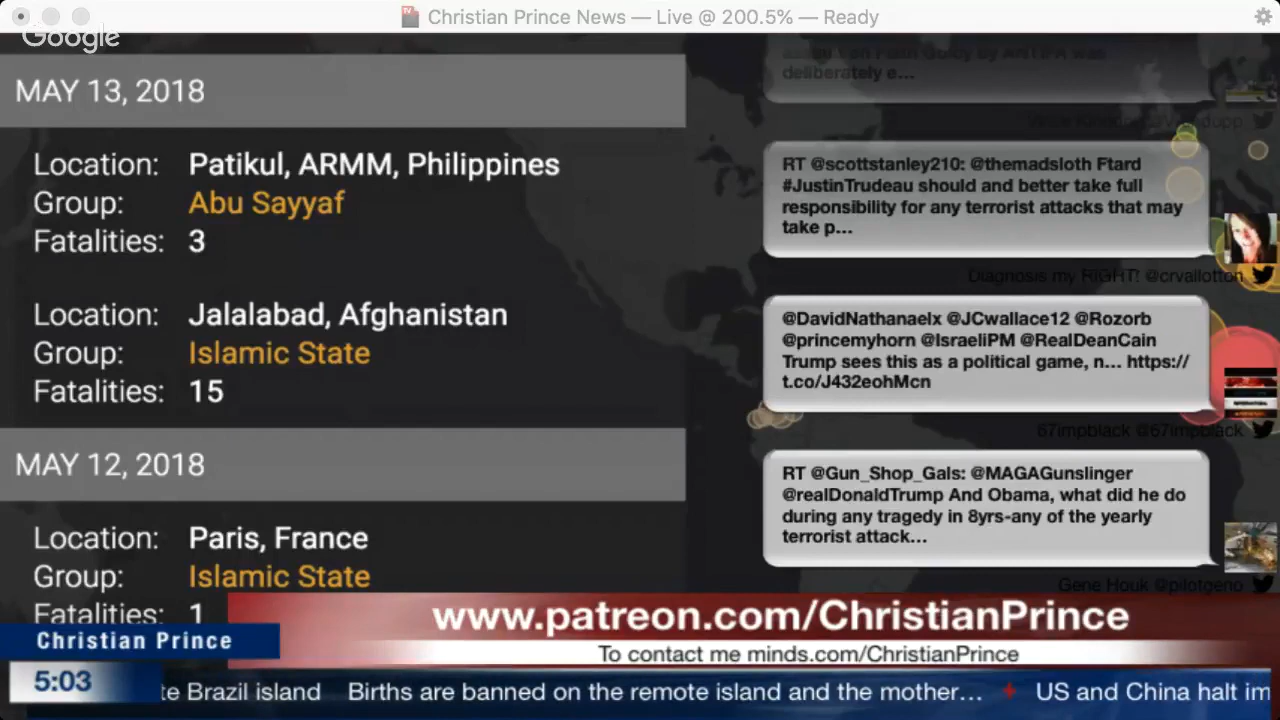 Christian Prince News — Live @ 200.5% — Ready
Google
MAY 13, 2018
Location: Patikul, ARMM, Philippines
Group: Abu Sayyaf
Fatalities: 3
Location: Jalalabad, Afghanistan
Group: Islamic State
Fatalities: 15
MAY 12, 2018
Location: Paris, France
Group: Islamic State
Fatalities: 1
deliberately e...
RT @scottstanley210: @themadsloth Ftard
#JustinTrudeau should and better take full
responsibility for any terrorist attacks that may
take p...
Diagnosis my RIGHT! @crvallotton
@DavidNathanaelx @JCwallace12 @Rozorb
@princemyhorn @IsraeliPM @RealDeanCain
Trump sees this as a political game, n... https://
t.co/J432eohMcn
67impblack @67impblack
RT @Gun_Shop_Gals: @MAGAGunslinger
@realDonaldTrump And Obama, what did he do
during any tragedy in 8yrs-any of the yearly
terrorist attack...
Gene Houk @pilotgeno
www.patreon.com/ChristianPrince
To contact me minds.com/ChristianPrince
Christian Prince
5:03
te Brazil island Births are banned on the remote island and the mother... US and China halt im